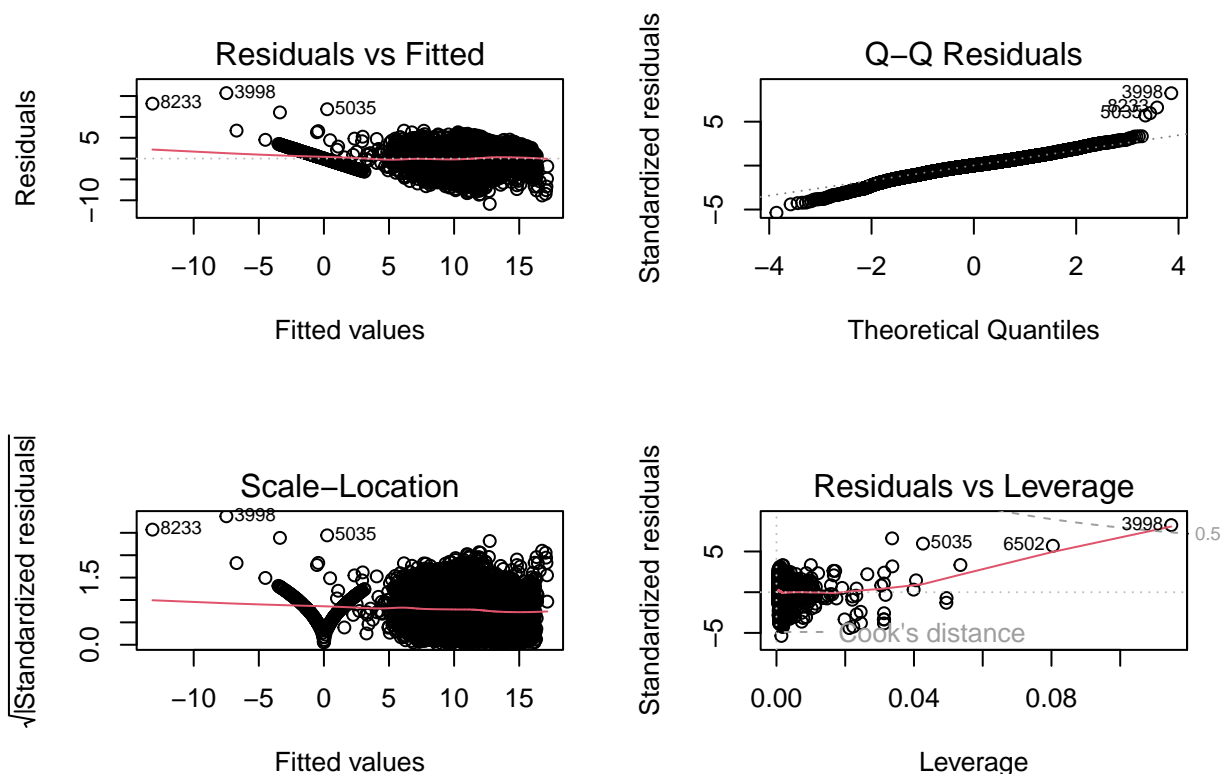 Residuals vs Fitted
Residuals
5
−10
8233
3998
5035
−10 −5 0 5 10 15
Fitted values
Q−Q Residuals
Standardized residuals
5
−5
3998
8233
5035
−4 −2 0 2 4
Theoretical Quantiles
Scale−Location
√|Standardized residuals|
1.5
0.0
8233
3998
5035
−10 −5 0 5 10 15
Fitted values
Residuals vs Leverage
Standardized residuals
5
−5
3998
0.5
5035
6502
Cook's distance
0.00 0.04 0.08
Leverage